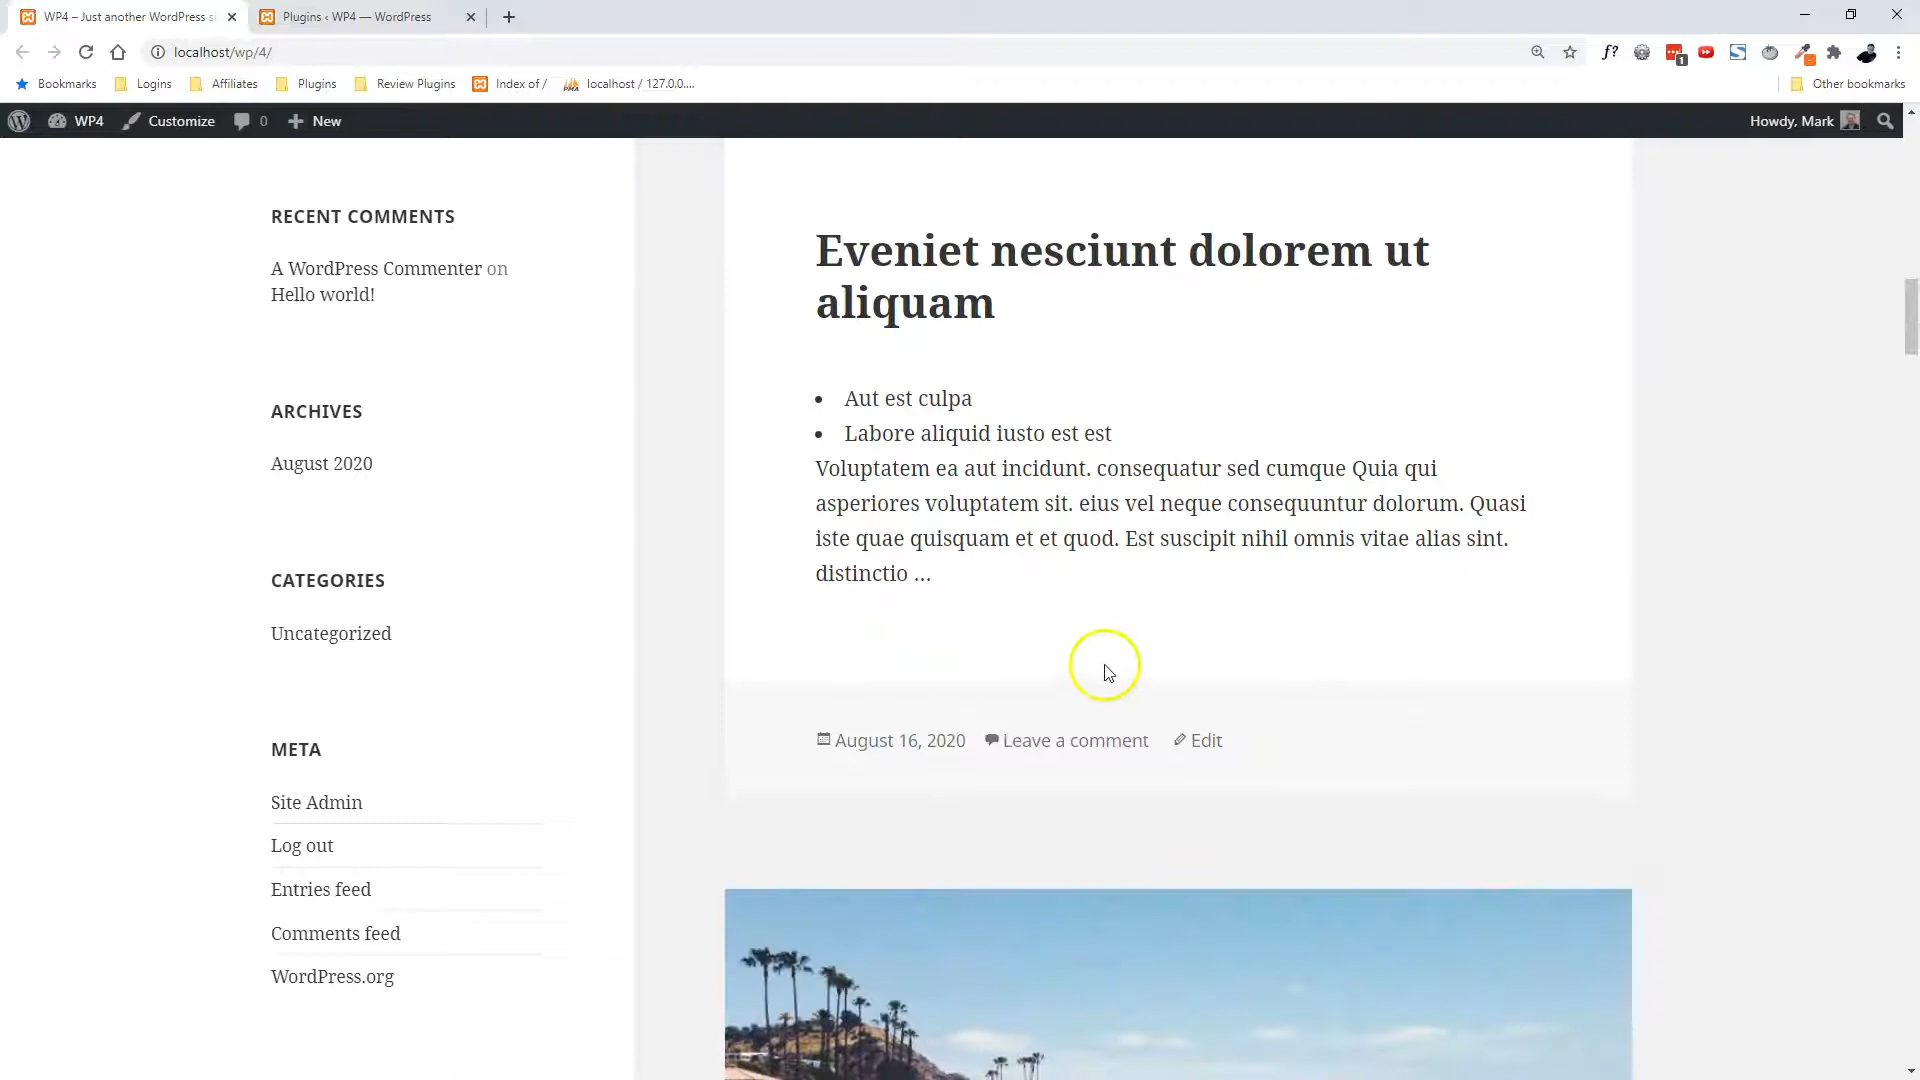 WP4 – Just another WordPress si
Plugins ‹ WP4 — WordPress
localhost/wp/4/
f?
1
Bookmarks
Logins
Affiliates
Plugins
Review Plugins
Index of /
PMA
localhost / 127.0.0....
Other bookmarks
WP4
Customize
0
New
Howdy, Mark
RECENT COMMENTS
A WordPress Commenter on
Hello world!
ARCHIVES
August 2020
CATEGORIES
Uncategorized
META
Site Admin
Log out
Entries feed
Comments feed
WordPress.org
Eveniet nesciunt dolorem ut
aliquam
Aut est culpa
Labore aliquid iusto est est
Voluptatem ea aut incidunt. consequatur sed cumque Quia qui
asperiores voluptatem sit. eius vel neque consequuntur dolorum. Quasi
iste quae quisquam et et quod. Est suscipit nihil omnis vitae alias sint.
distinctio …
August 16, 2020
Leave a comment
Edit